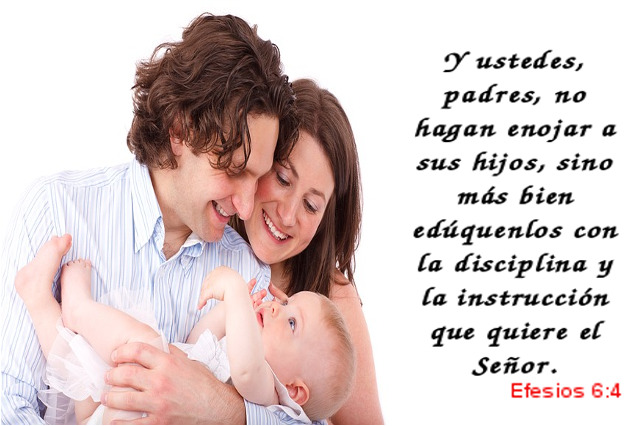 Y ustedes,
padres, no
hagan enojar a
sus hijos, sino
más bien
edúquenlos con
la disciplina y
la instrucción
que quiere el
Señor.
Efesios 6:4